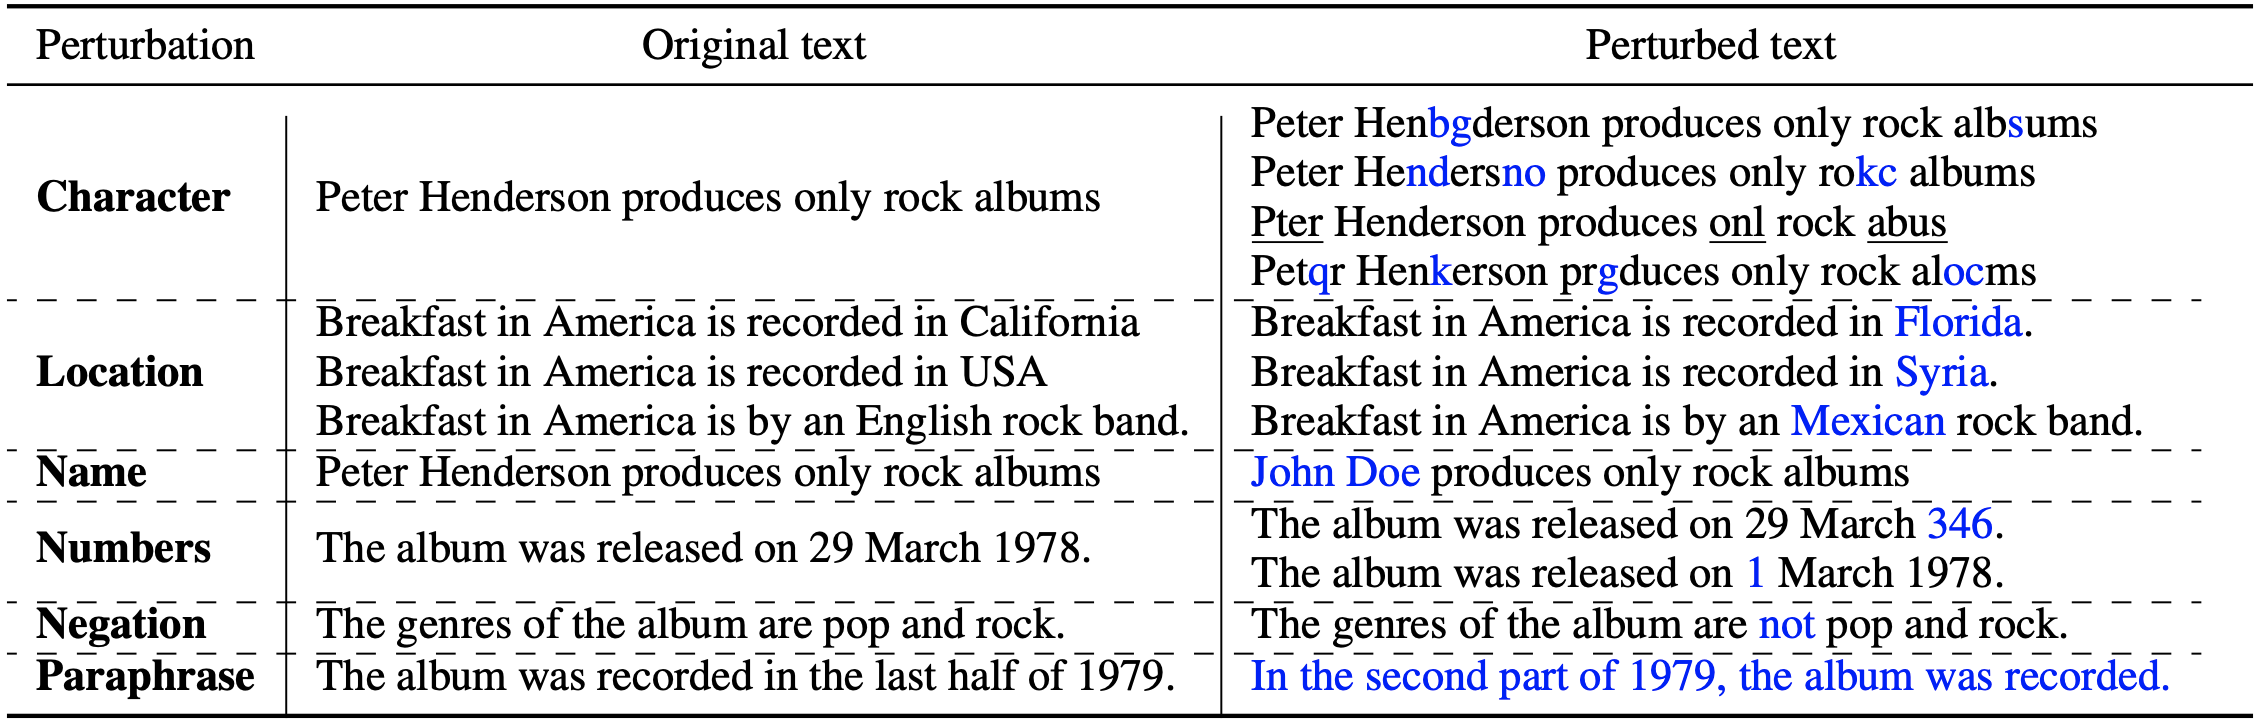 Perturbation Original text Perturbed text
Character Peter Henderson produces only rock albums
Peter Henbgderson produces only rock albsums
Peter Hendersno produces only rokc albums
Pter Henderson produces onl rock abus
Petqr Henkerson prgduces only rock alocms
Location
Breakfast in America is recorded in California Breakfast in America is recorded in Florida.
Breakfast in America is recorded in USA Breakfast in America is recorded in Syria.
Breakfast in America is by an English rock band. Breakfast in America is by an Mexican rock band.
Name Peter Henderson produces only rock albums John Doe produces only rock albums
Numbers The album was released on 29 March 1978.
The album was released on 29 March 346.
The album was released on 1 March 1978.
Negation The genres of the album are pop and rock. The genres of the album are not pop and rock.
Paraphrase The album was recorded in the last half of 1979. In the second part of 1979, the album was recorded.